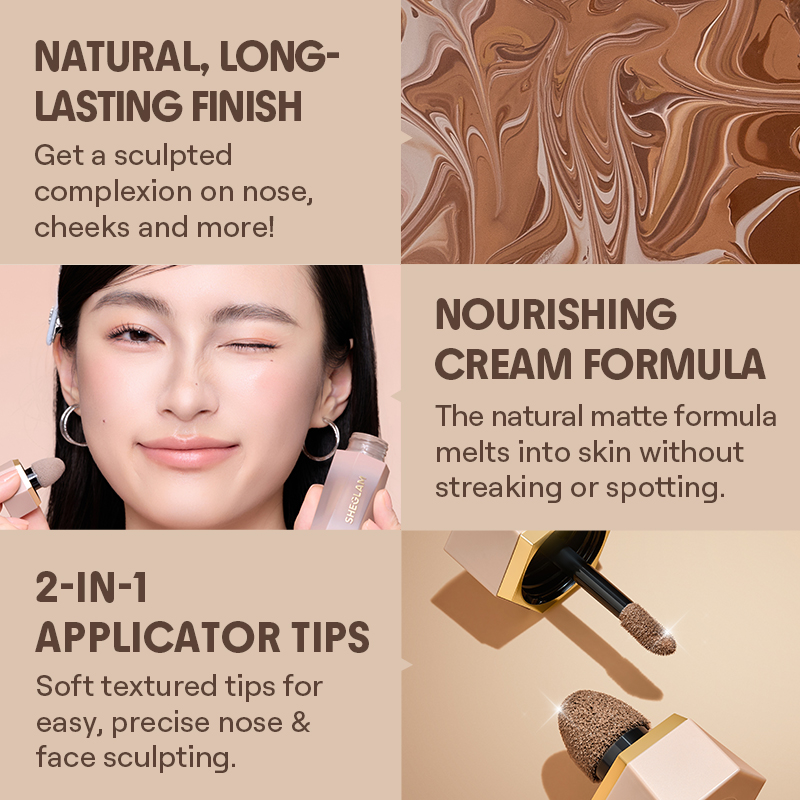 NATURAL, LONG-
LASTING FINISH
Get a sculpted
complexion on nose,
cheeks and more!
NOURISHING
CREAM FORMULA
The natural matte formula
melts into skin without
streaking or spotting.
SHEGLAM
2-IN-1
APPLICATOR TIPS
Soft textured tips for
easy, precise nose &
face sculpting.